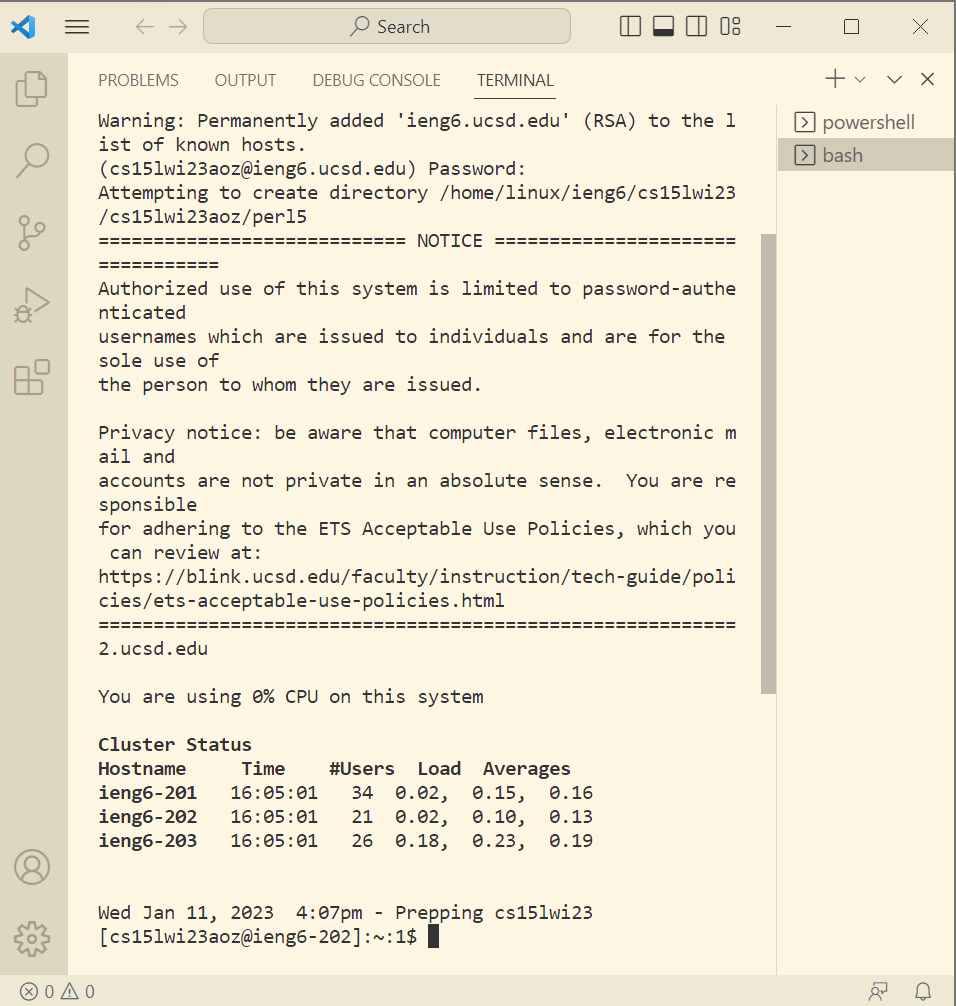 Search
PROBLEMS OUTPUT DEBUG CONSOLE TERMINAL
powershell
bash
Warning: Permanently added 'ieng6.ucsd.edu' (RSA) to the l
ist of known hosts.
(cs15lwi23aoz@ieng6.ucsd.edu) Password:
Attempting to create directory /home/linux/ieng6/cs15lwi23
/cs15lwi23aoz/perl5
============================ NOTICE ======================
===========
Authorized use of this system is limited to password-authe
nticated
usernames which are issued to individuals and are for the
sole use of
the person to whom they are issued.
Privacy notice: be aware that computer files, electronic m
ail and
accounts are not private in an absolute sense.  You are re
sponsible
for adhering to the ETS Acceptable Use Policies, which you
 can review at:
https://blink.ucsd.edu/faculty/instruction/tech-guide/poli
cies/ets-acceptable-use-policies.html
==========================================================
2.ucsd.edu
You are using 0% CPU on this system
Cluster Status
Hostname     Time    #Users  Load  Averages
ieng6-201   16:05:01   34  0.02,  0.15,  0.16
ieng6-202   16:05:01   21  0.02,  0.10,  0.13
ieng6-203   16:05:01   26  0.18,  0.23,  0.19
Wed Jan 11, 2023  4:07pm - Prepping cs15lwi23
[cs15lwi23aoz@ieng6-202]:~:1$
0 0